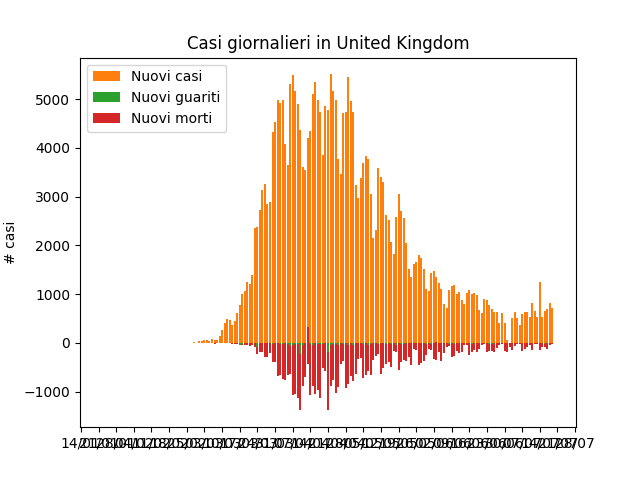 Casi giornalieri in United Kingdom
Nuovi casi
Nuovi guariti
Nuovi morti
# casi
5000
4000
3000
2000
1000
0
−1000